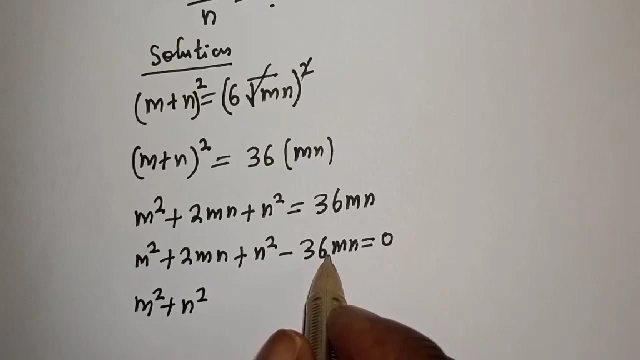 n = ?
Solution
(m+n)² = (6√mn)²
(m+n)² = 36(mn)
m² + 2mn + n² = 36mn
m² + 2mn + n² - 36mn = 0
m² + n²